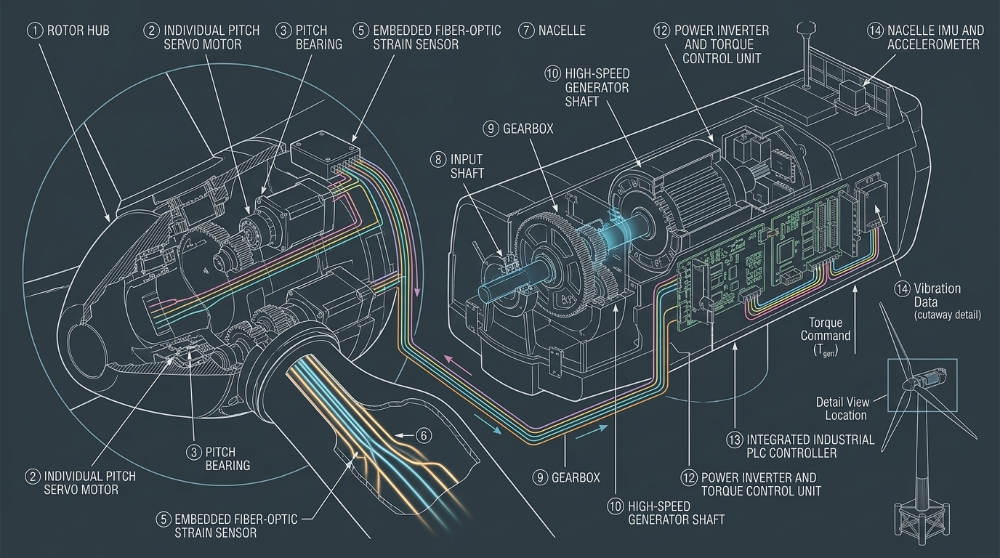 ① ROTOR HUB
② INDIVIDUAL PITCH
SERVO MOTOR
③ PITCH
BEARING
⑤ EMBEDDED FIBER-OPTIC
STRAIN SENSOR
⑦ NACELLE
⑫ POWER INVERTER
AND TORQUE
CONTROL UNIT
⑭ NACELLE IMU AND
ACCELEROMETER
⑩ HIGH-SPEED
GENERATOR
SHAFT
⑨ GEARBOX
⑧ INPUT
SHAFT
⑭ Vibration
Data
(cutaway detail)
Torque
Command
(Tgen)
Detail View
Location
⑥
⑬ INTEGRATED INDUSTRIAL
PLC CONTROLLER
③ PITCH
BEARING
② INDIVIDUAL PITCH
SERVO MOTOR
⑨ GEARBOX
⑫ POWER INVERTER AND
TORQUE CONTROL UNIT
⑩ HIGH-SPEED
GENERATOR SHAFT
⑤ EMBEDDED FIBER-OPTIC
STRAIN SENSOR